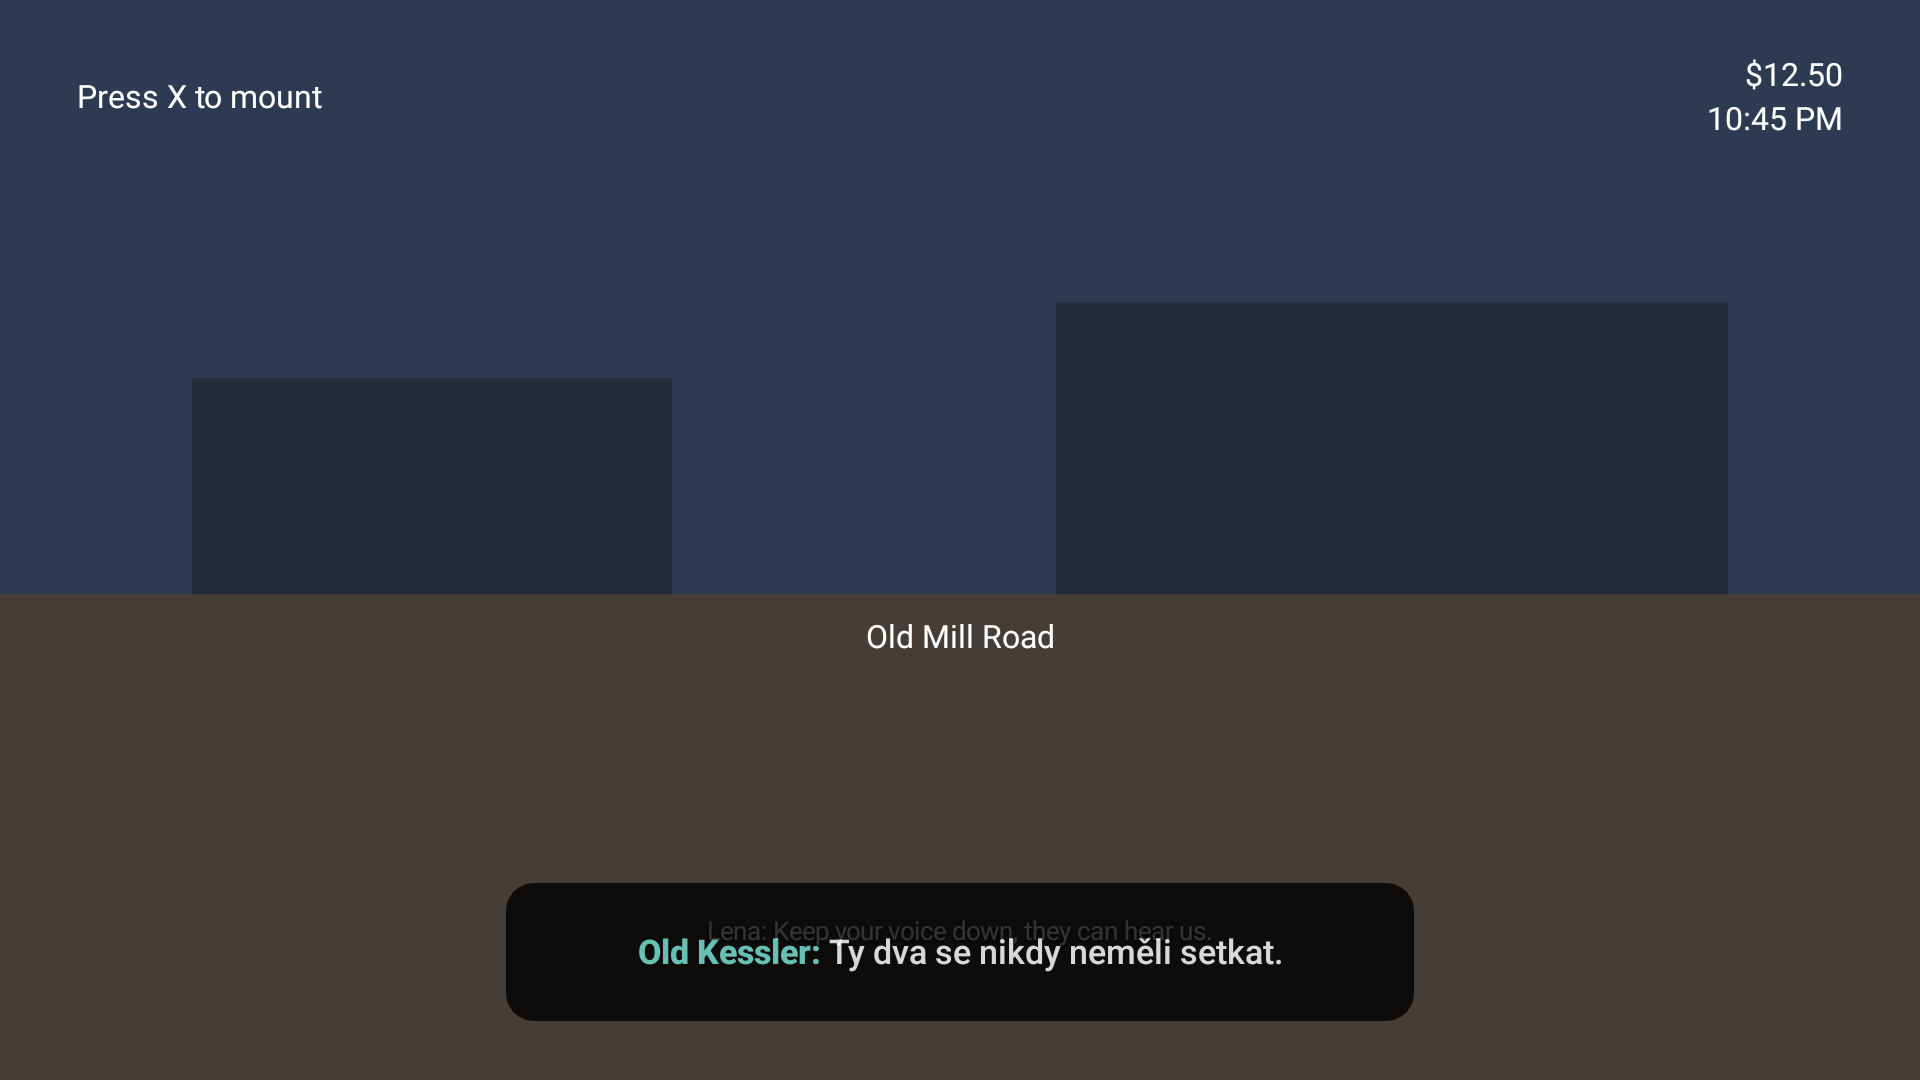 Press X to mount
$12.50
10:45 PM
Old Mill Road
Lena: Keep your voice down, they can hear us.
Old Kessler: Ty dva se nikdy neměli setkat.